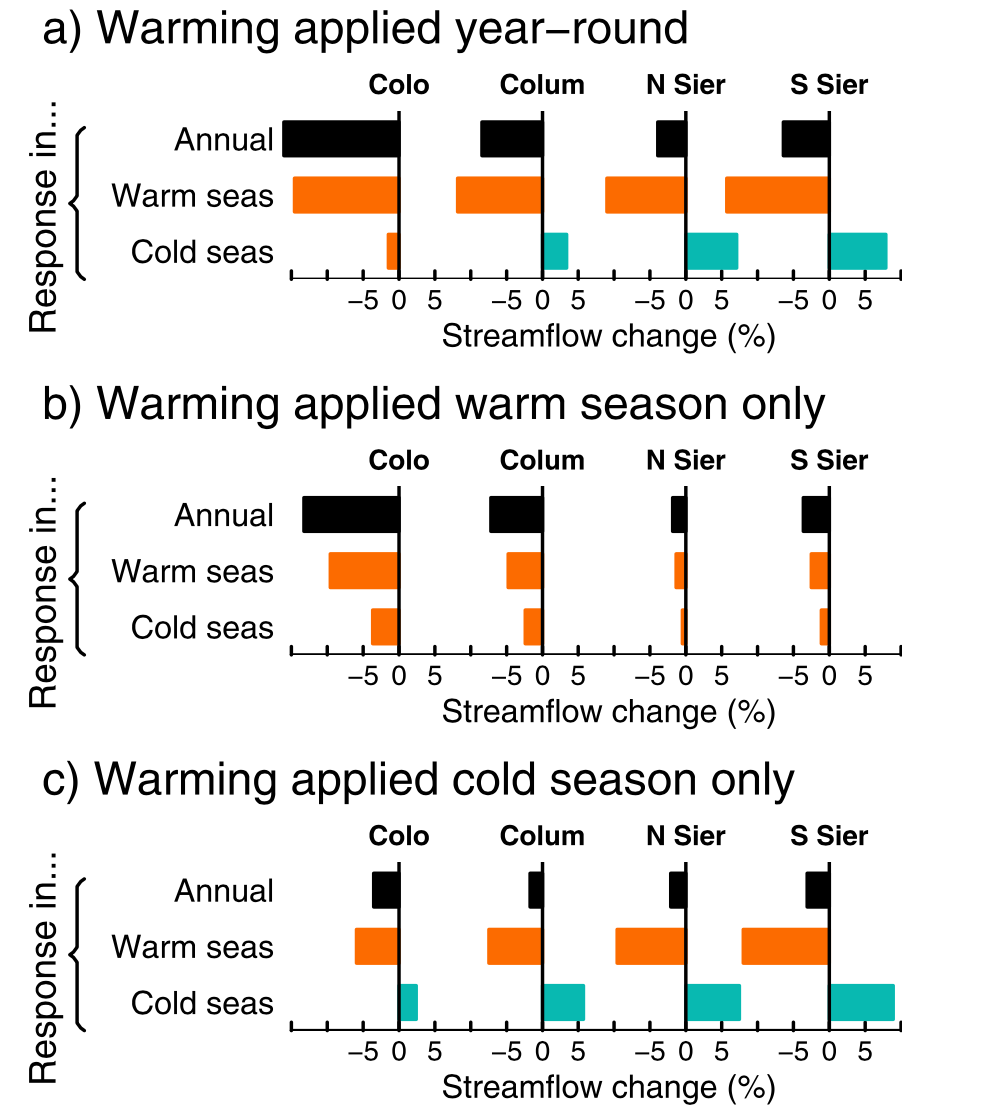 a) Warming applied year−round
Colo Colum N Sier S Sier
Response in...
Annual
Warm seas
Cold seas
−5 0 5 −5 0 5 −5 0 5 −5 0 5
Streamflow change (%)
b) Warming applied warm season only
Colo Colum N Sier S Sier
Response in...
Annual
Warm seas
Cold seas
−5 0 5 −5 0 5 −5 0 5 −5 0 5
Streamflow change (%)
c) Warming applied cold season only
Colo Colum N Sier S Sier
Response in...
Annual
Warm seas
Cold seas
−5 0 5 −5 0 5 −5 0 5 −5 0 5
Streamflow change (%)